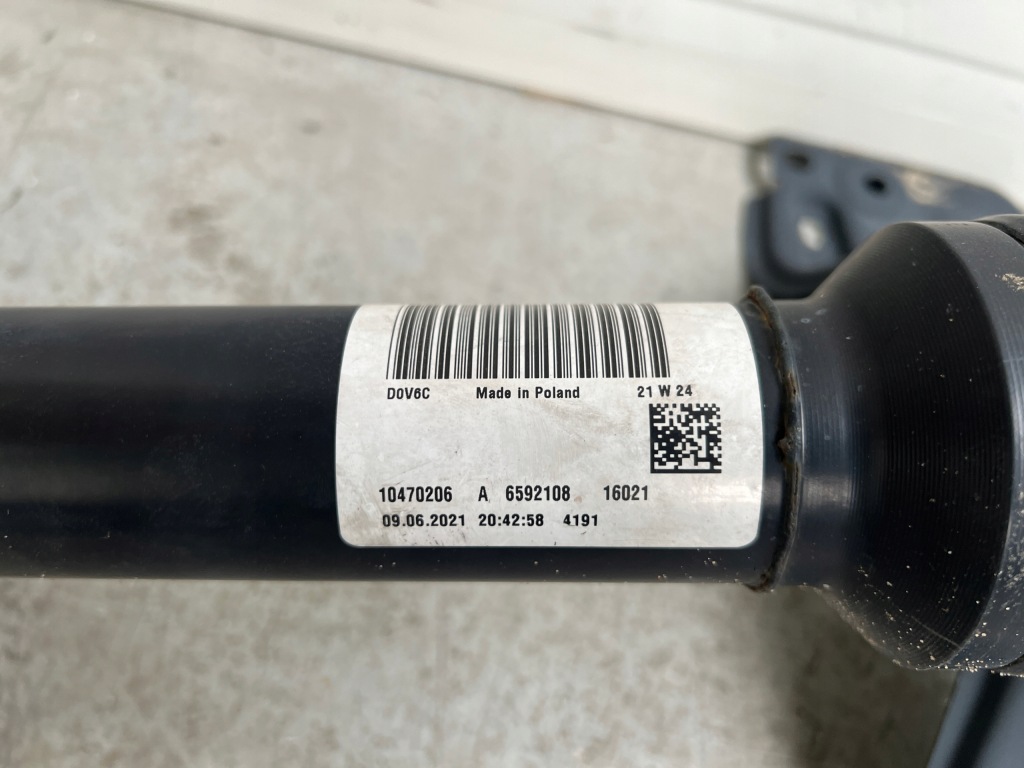 D0V6C Made in Poland 21 W 24
10470206 A 6592108 16021
09.06.2021 20:42:58 4191